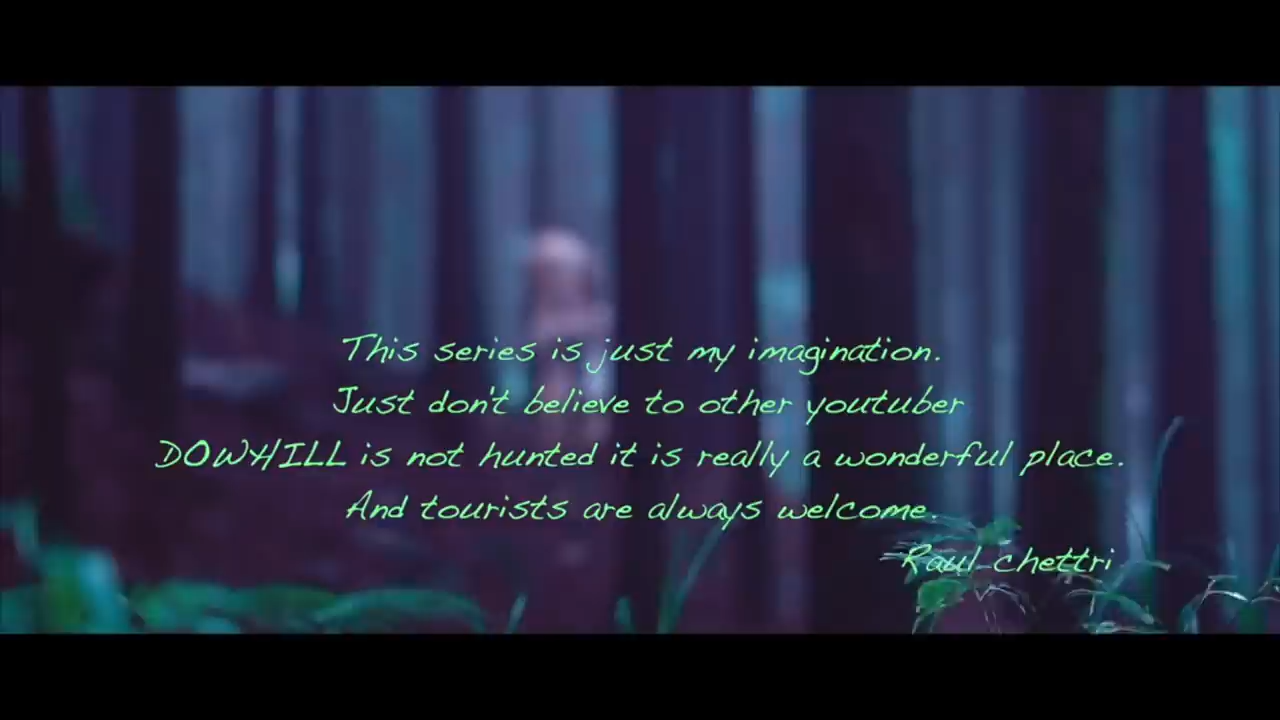 This series is just my imagination.
Just don't believe to other youtuber
DOWHILL is not hunted it is really a wonderful place.
And tourists are always welcome.
-Raul chettri